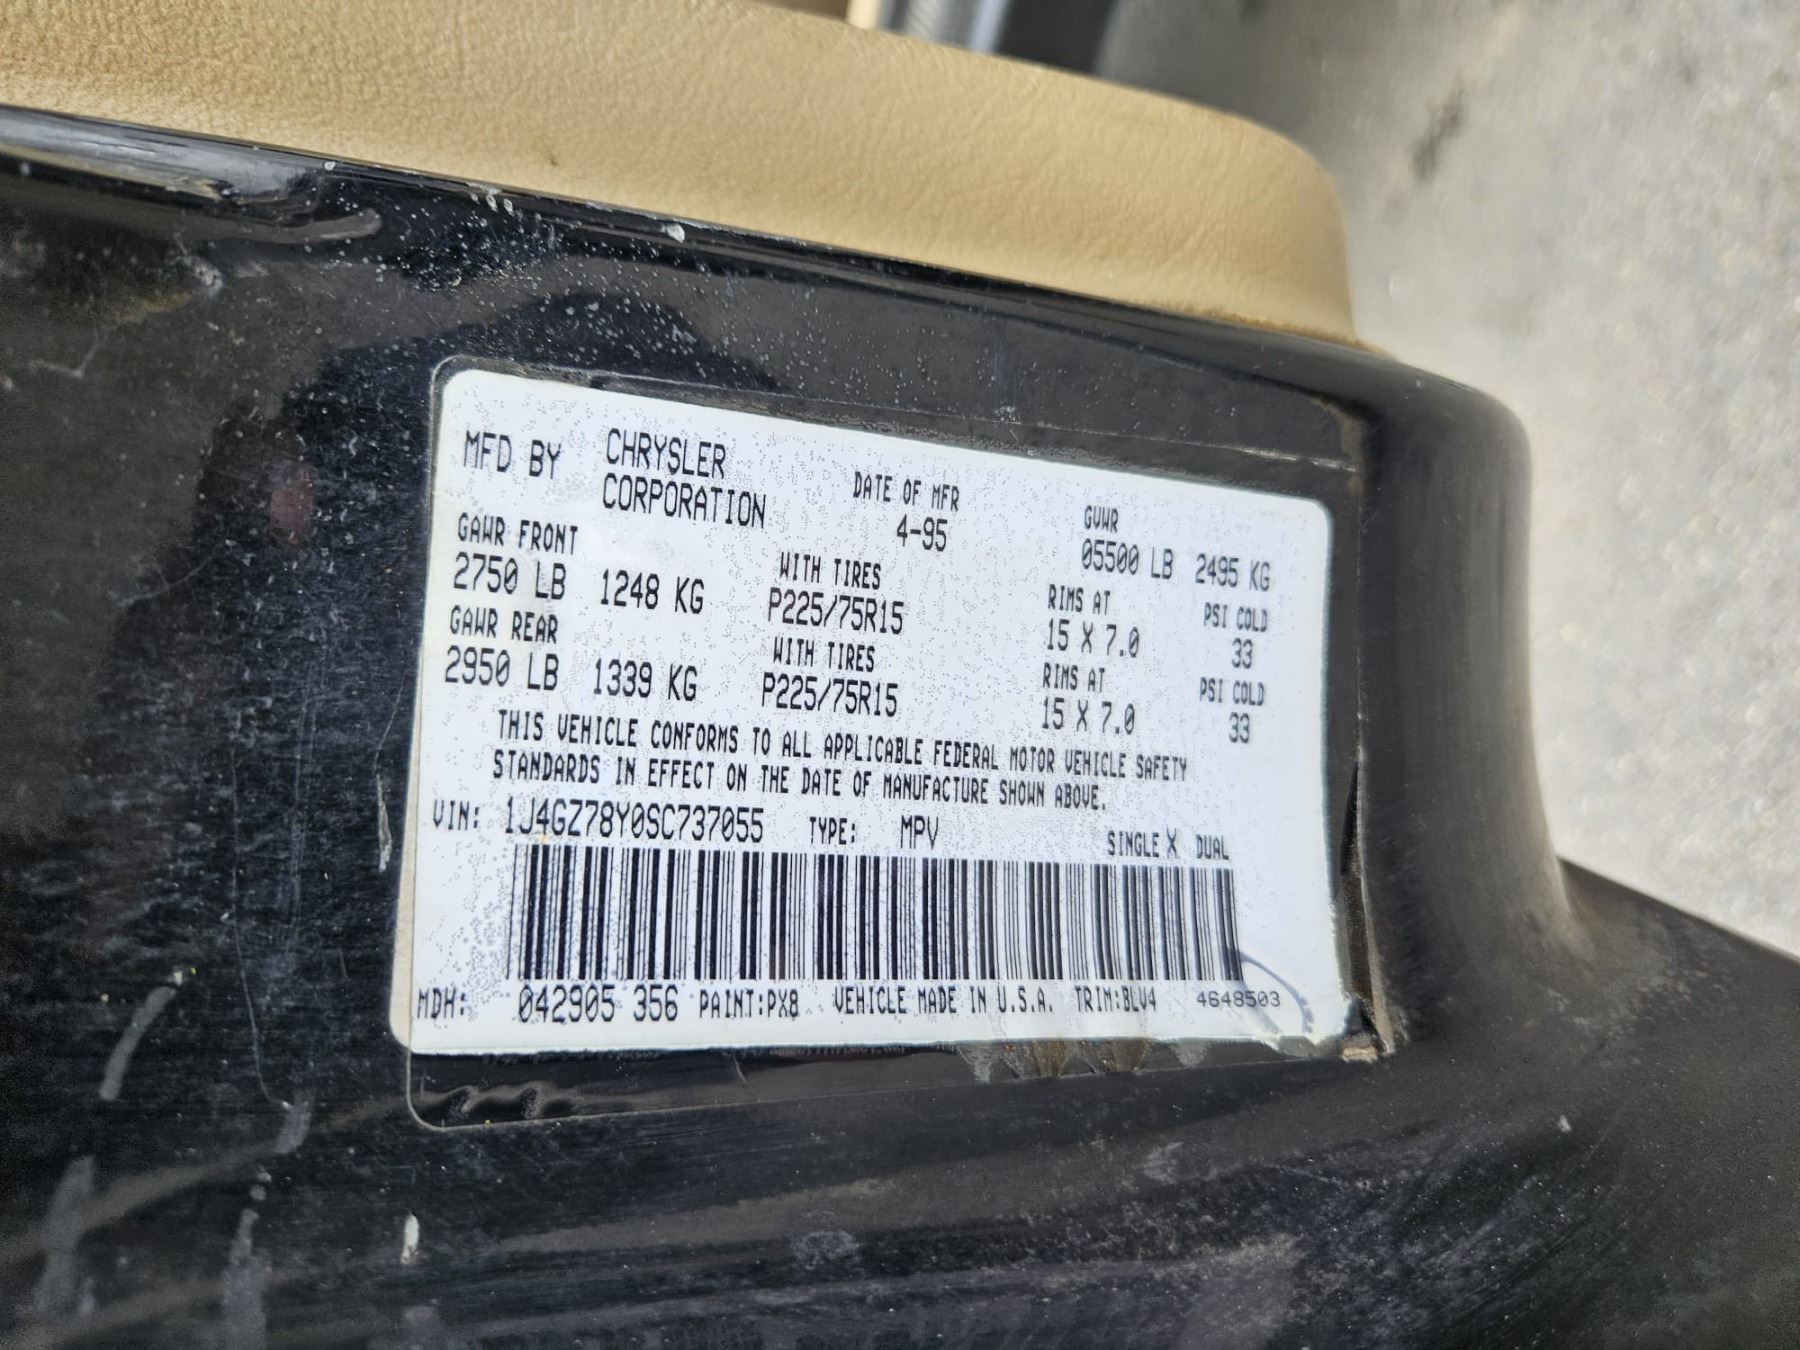 MFD BY CHRYSLER CORPORATION DATE OF MFR 4-95 GVWR 05500 LB 2495 KG
GAWR FRONT WITH TIRES RIMS AT PSI COLD
2750 LB 1248 KG P225/75R15 15 X 7.0 33
GAWR REAR WITH TIRES RIMS AT PSI COLD
2950 LB 1339 KG P225/75R15 15 X 7.0 33
THIS VEHICLE CONFORMS TO ALL APPLICABLE FEDERAL MOTOR VEHICLE SAFETY
STANDARDS IN EFFECT ON THE DATE OF MANUFACTURE SHOWN ABOVE.
VIN: 1J4GZ78Y0SC737055 TYPE: MPV SINGLE X DUAL
MDH: 042905 356 PAINT:PX8 VEHICLE MADE IN U.S.A. TRIM:BLV4 4648503